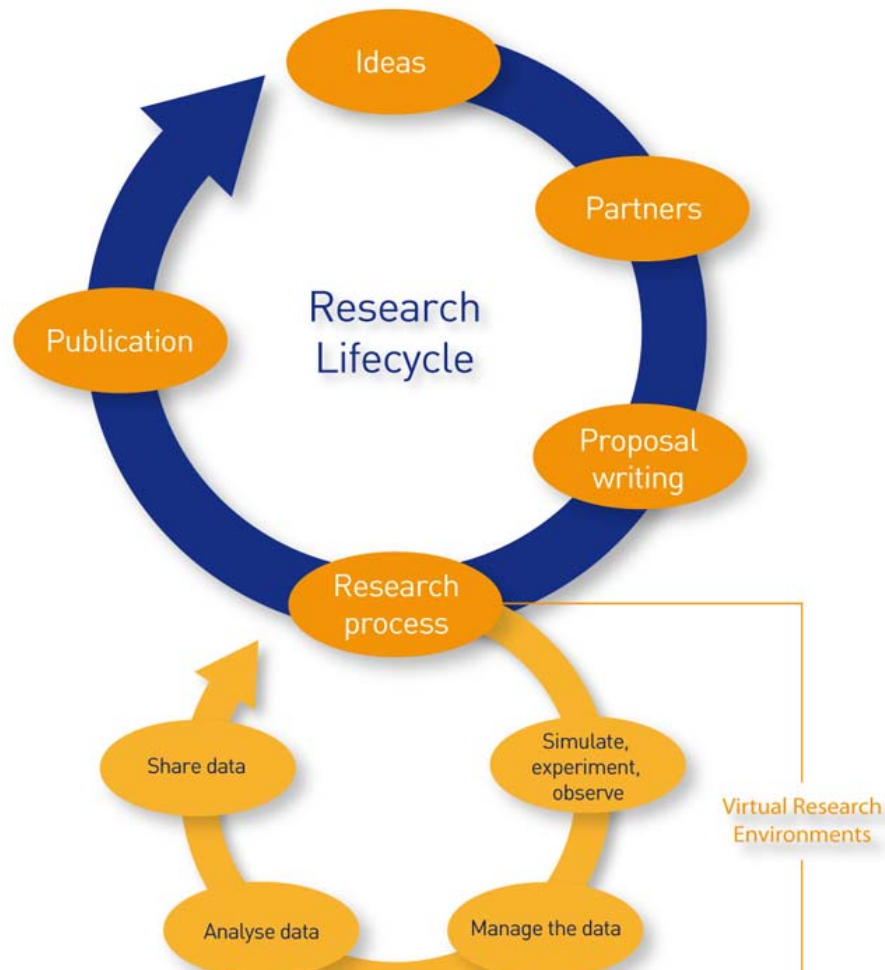 Ideas
Partners
Research
Lifecycle
Publication
Proposal
writing
Research
process
Simulate,
experiment,
observe
Share data
Virtual Research
Environments
Manage the data
Analyse data